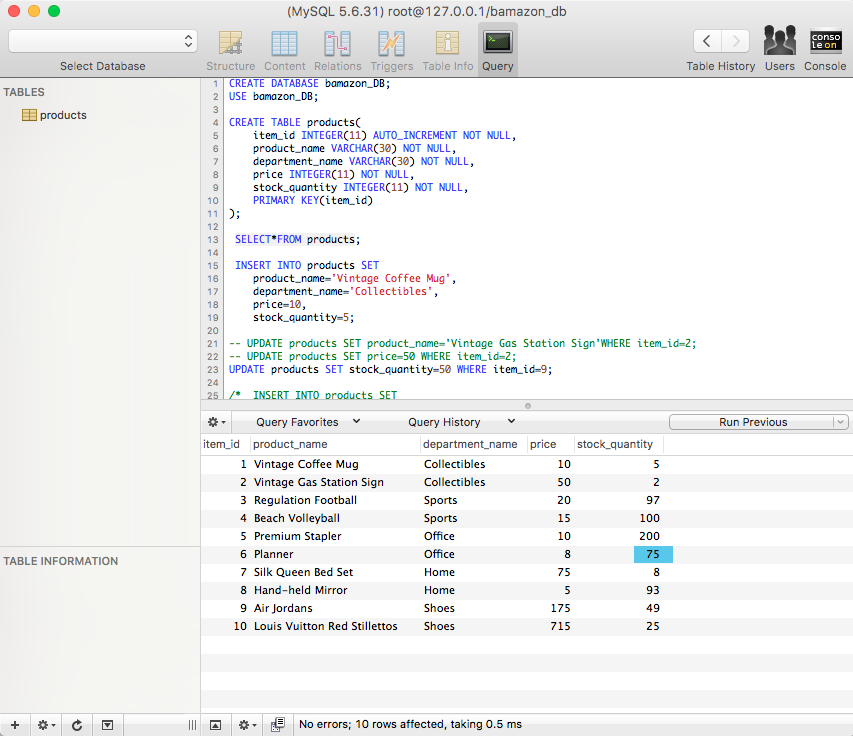 (MySQL 5.6.31) root@127.0.0.1/bamazon_db
Select Database
Structure Content Relations Triggers Table Info Query
Table History Users Console
conso
le on
TABLES
products
TABLE INFORMATION
1 CREATE DATABASE bamazon_DB;
2 USE bamazon_DB;
3
4 CREATE TABLE products(
5 item_id INTEGER(11) AUTO_INCREMENT NOT NULL,
6 product_name VARCHAR(30) NOT NULL,
7 department_name VARCHAR(30) NOT NULL,
8 price INTEGER(11) NOT NULL,
9 stock_quantity INTEGER(11) NOT NULL,
10 PRIMARY KEY(item_id)
11 );
12
13 SELECT*FROM products;
14
15 INSERT INTO products SET
16 product_name='Vintage Coffee Mug',
17 department_name='Collectibles',
18 price=10,
19 stock_quantity=5;
20
21 -- UPDATE products SET product_name='Vintage Gas Station Sign'WHERE item_id=2;
22 -- UPDATE products SET price=50 WHERE item_id=2;
23 UPDATE products SET stock_quantity=50 WHERE item_id=9;
24
25 /* INSERT INTO products SET
Query Favorites Query History Run Previous
item_id product_name department_name price stock_quantity
1 Vintage Coffee Mug Collectibles 10 5
2 Vintage Gas Station Sign Collectibles 50 2
3 Regulation Football Sports 20 97
4 Beach Volleyball Sports 15 100
5 Premium Stapler Office 10 200
6 Planner Office 8 75
7 Silk Queen Bed Set Home 75 8
8 Hand-held Mirror Home 5 93
9 Air Jordans Shoes 175 49
10 Louis Vuitton Red Stillettos Shoes 715 25
No errors; 10 rows affected, taking 0.5 ms